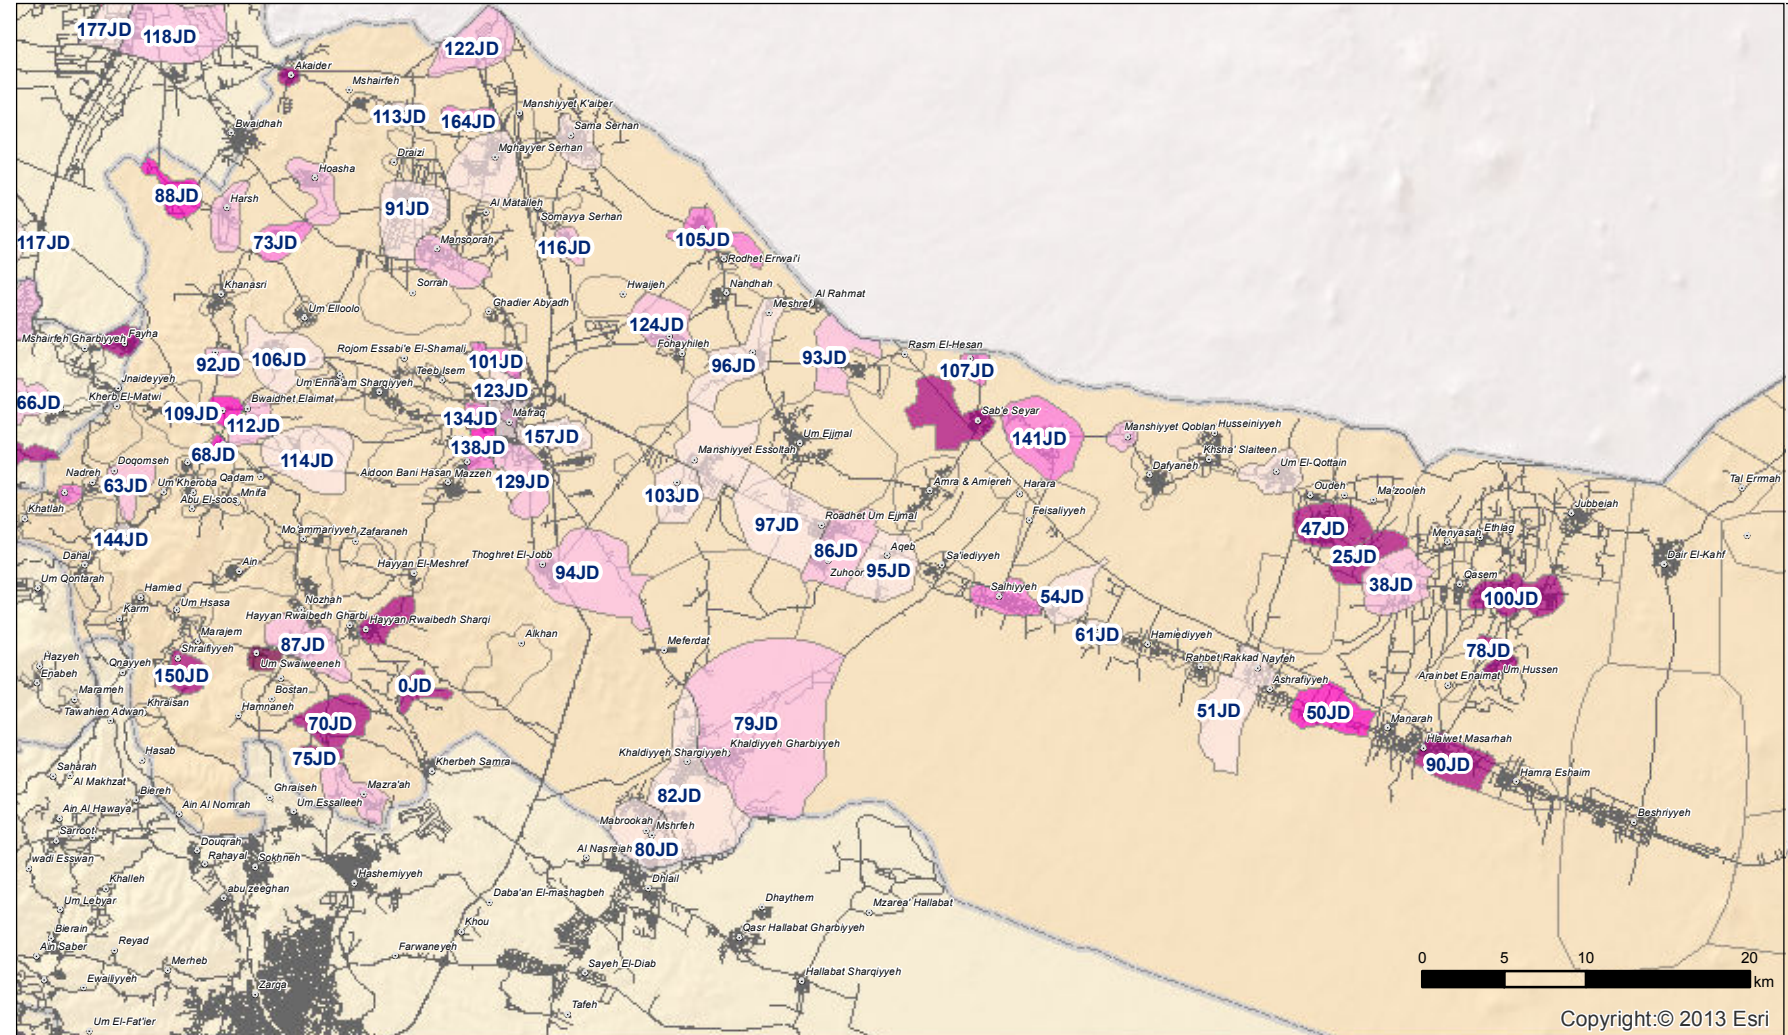 177JD
118JD
122JD
Akaider
Mshairfeh
113JD
164JD
Manshiyyet K'aiber
Bwaidhah
Sama Serhan
Draizi
Mghayyer Serhan
Hoasha
88JD
Harsh
91JD
Al Matalleh
Somayya Serhan
117JD
73JD
Mansoorah
116JD
105JD
Rodhet Errwai'i
Khanasri
Sorrah
Hwaijeh
Nahdhah
Al Rahmat
Um Elloolo
Ghadier Abyadh
Meshref
124JD
Mshairfeh Gharbiyyeh
Fayha
Fohayhileh
Rasm El-Hesan
92JD
106JD
Rojom Essabi'e El-Shamali
101JD
96JD
93JD
107JD
Teeb Isem
Jnaideyyeh
Um Enna'am Sharqiyyeh
123JD
66JD
Kherb El-Matwi
Bwaidhet Elaimat
109JD
134JD
Mafraq
Sab'e Seyar
112JD
157JD
Um Ejjmal
141JD
Manshiyyet Qoblan
Husseiniyyeh
68JD
138JD
Manshiyyet Essoltah
Khsha' Slaiteen
Doqomseh
114JD
Dafyaneh
Um El-Qottain
Nadreh
63JD
Um Kheroba
Qadam
Aidoon Bani Hasan
Mazzeh
129JD
Amra & Amiereh
Harara
Oudeh
Ma'zooleh
Tal Ermah
Khatlah
Abu El-soos
Mnifa
103JD
Feisaliyyeh
Jubbeiah
144JD
Mo'ammariyyeh
Zafaraneh
97JD
Roadhet Um Ejjmal
47JD
Menyasah
Ethlag
Dahal
Thoghret El-Jobb
86JD
Aqeb
Sa'iediyyeh
25JD
Dair El-Kahf
Um Qontarah
Ain
Hayyan El-Meshref
94JD
Zuhoor
95JD
38JD
Qasem
Hamied
Salhiyyeh
54JD
100JD
Karm
Um Hsasa
Nozhah
Hayyan Rwaibedh Gharbi
Hayyan Rwaibedh Sharqi
Marajem
87JD
Alkhan
Meferdat
61JD
Hamiediyyeh
78JD
Hazyeh
Qnayyeh
Shraifiyyeh
Um Swaiweeneh
Rahbet Rakkad
Nayfeh
Um Hussen
Enabeh
150JD
0JD
Ashrafiyyeh
Arainbet Enaimat
Marameh
Khraisan
Bostan
Tawahien Adwan
Hamnaneh
70JD
79JD
51JD
50JD
Manarah
Hasab
75JD
Khaldiyyeh Sharqiyyeh
Khaldiyyeh Gharbiyyeh
Hlaiwet Masarhah
Saharah
Kherbeh Samra
90JD
Hamra Eshaim
Al Makhzat
Biereh
Ghraiseh
Mazra'ah
82JD
Ain Al Hawaya
Ain Al Nomrah
Um Essalleeh
Mabrookah
Mshrfeh
Beshriyyeh
Sarroot
Douqrah
80JD
wadi Esswan
Rahayal
Sokhneh
Al Nasreiah
Khalleh
Hashemiyyeh
Dhlail
Um Lebyar
abu zeeghan
Daba'an El-mashagbeh
Dhaythem
Mzarea' Hallabat
Bierain
Reyad
Khou
Qasr Hallabat Gharbiyyeh
Ain Saber
Farwaneyeh
Merheb
Sayeh El-Diab
Hallabat Sharqiyyeh
0 5 10 20
Ewailiyyeh
Zarqa
km
Tafeh
Um El-Fat'ier
Copyright:© 2013 Esri